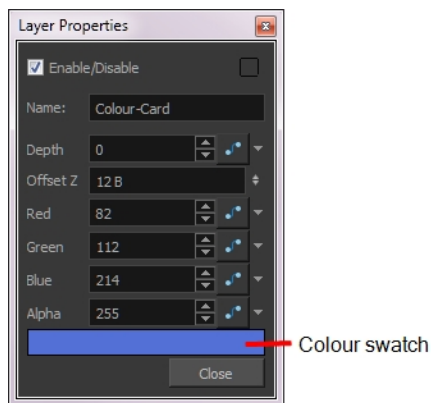 Layer Properties
Enable/Disable
Name: Colour-Card
Depth 0
Offset Z 12 B
Red 82
Green 112
Blue 214
Alpha 255
Colour swatch
Close